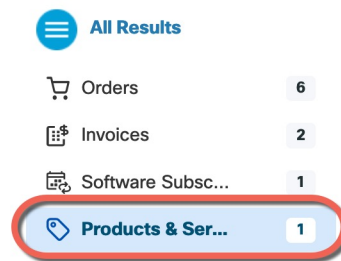 All Results
Orders 6
Invoices 2
Software Subsc... 1
Products & Ser... 1